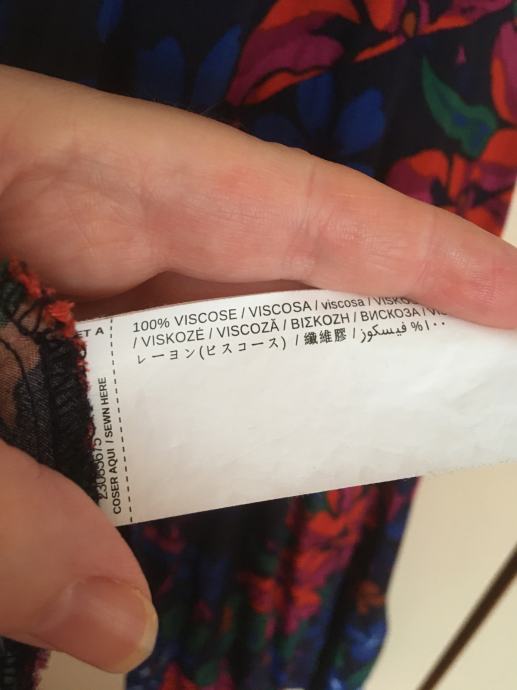 100% VISCOSE / VISCOSA / viscosa /
/ VISKOZĖ / VISCOZĂ / ΒΙΣΚΟΖΗ / ВИСКОЗА /
レーヨン(ビスコース) / 纖維膠 / فيسكوز %١٠٠
COSER AQUI / SEWN HERE